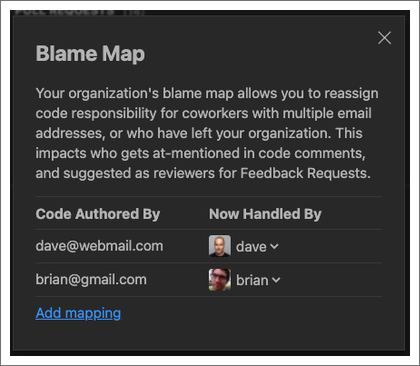 Blame Map
Your organization's blame map allows you to reassign
code responsibility for coworkers with multiple email
addresses, or who have left your organization. This
impacts who gets at-mentioned in code comments,
and suggested as reviewers for Feedback Requests.
Code Authored By Now Handled By
dave@webmail.com dave
brian@gmail.com brian
Add mapping